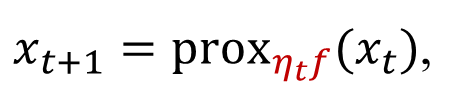 x_{t+1} = prox_{η_t f}(x_t),